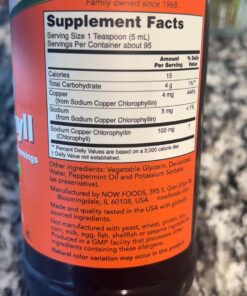 Family owned since 1968.
Supplement Facts
Serving Size 1 Teaspoon (5 mL)
Servings Per Container about 95
Amount Per Serving % Daily Value
Calories 15
Total Carbohydrate 4 g 1%*
Copper 4 mg 444%
(from Sodium Copper Chlorophyllin)
Sodium 5 mg <1%
(from Sodium Copper Chlorophyllin)
Sodium Copper Chlorophyllin 100 mg †
(Chlorophyll)
* Percent Daily Values are based on a 2,000 calorie diet.
† Daily Value not established.
Other ingredients: Vegetable Glycerin, De-ionized
Water, Peppermint Oil and Potassium Sorbate
(as preservative).
Manufactured by NOW FOODS, 395 S. Glen Ellyn Rd.
Bloomingdale, IL 60108, USA nowfoods
Made and quality tested in the USA with globally
sourced ingredients.
Not manufactured with yeast, wheat, gluten, soy,
corn, milk, egg, fish, shellfish or sesame ingredients.
Produced in a GMP facility that processes
ingredients containing these allergens.
Natural color variation may occur in this product.
yll